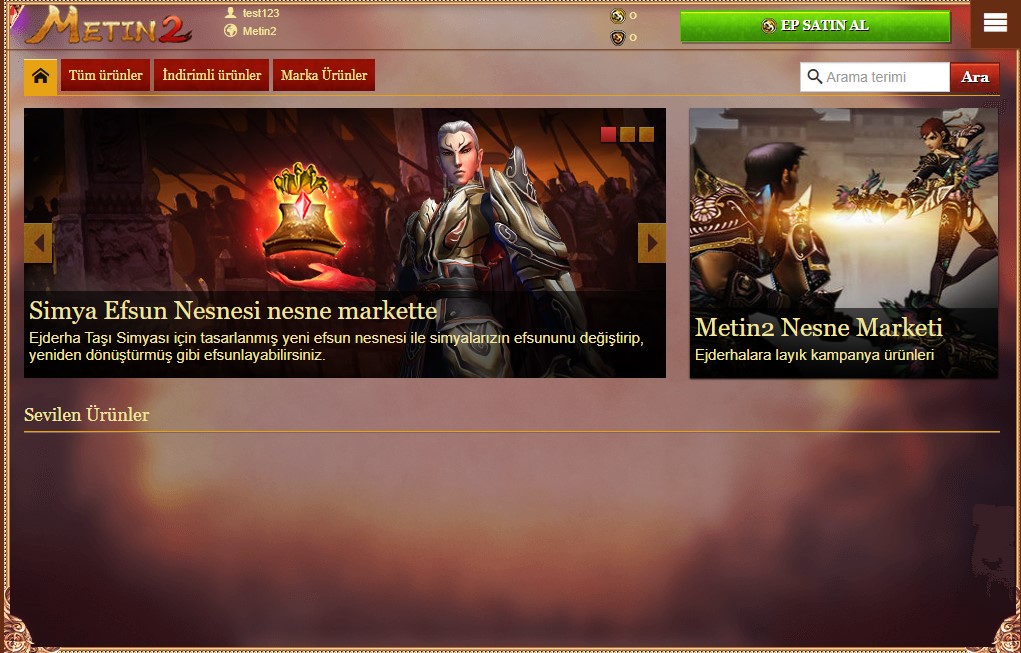 METIN2
test123
Metin2
0
0
EP SATIN AL
Tüm ürünler
İndirimli ürünler
Marka Ürünler
Arama terimi
Ara
Simya Efsun Nesnesi nesne markette
Ejderha Taşı Simyası için tasarlanmış yeni efsun nesnesi ile simyalarızın efsununu değiştirip,
yeniden dönüştürmüş gibi efsunlayabilirsiniz.
Metin2 Nesne Marketi
Ejderhalara layık kampanya ürünleri
Sevilen Ürünler